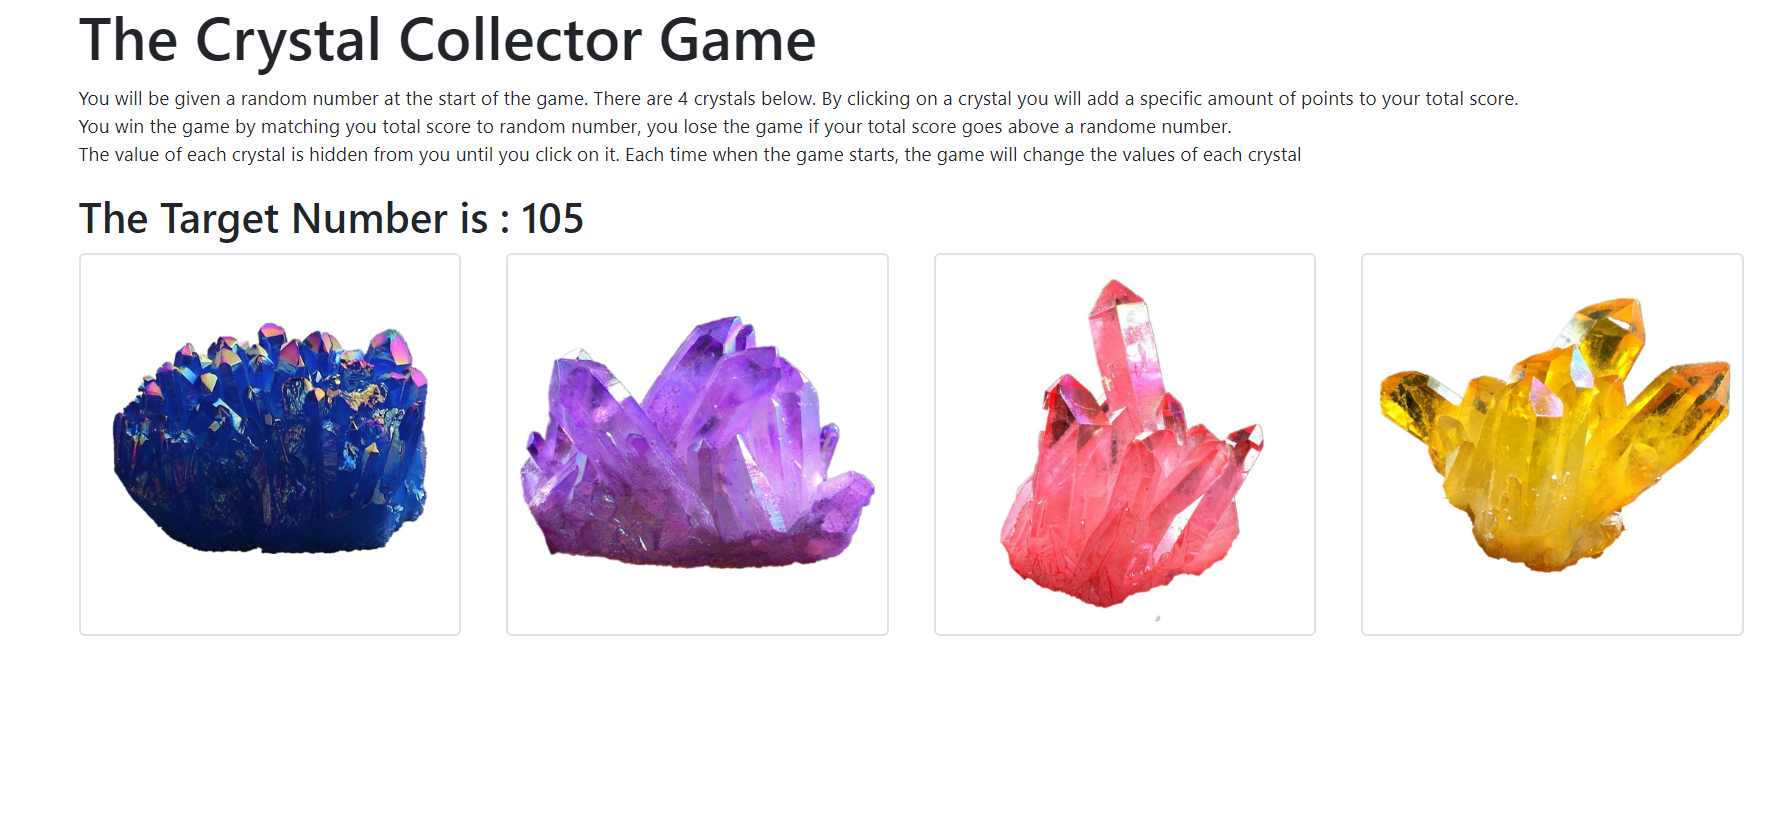 The Crystal Collector Game
You will be given a random number at the start of the game. There are 4 crystals below. By clicking on a crystal you will add a specific amount of points to your total score.
You win the game by matching you total score to random number, you lose the game if your total score goes above a randome number.
The value of each crystal is hidden from you until you click on it. Each time when the game starts, the game will change the values of each crystal
The Target Number is : 105